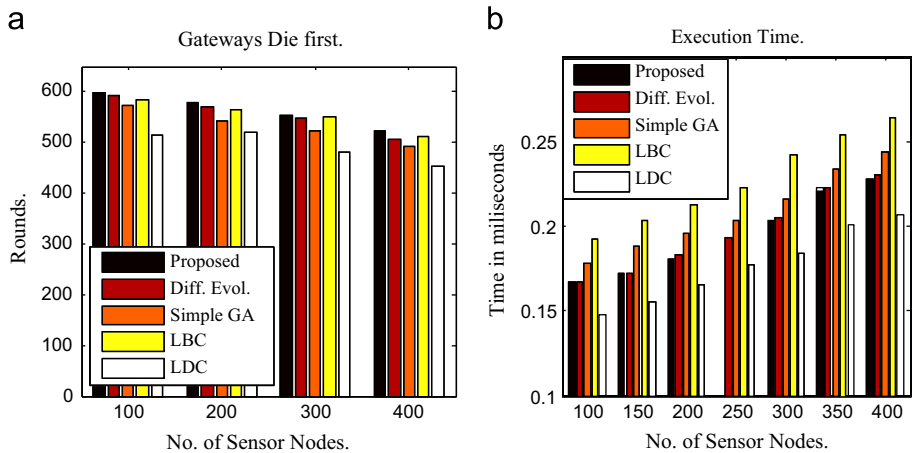 a
Gateways Die first.
600
500
400
300
200
100
0
Rounds.
Proposed
Diff. Evol.
Simple GA
LBC
LDC
100 200 300 400
No. of Sensor Nodes.
b
Execution Time.
0.25
0.2
0.15
0.1
Time in miliseconds
Proposed
Diff. Evol.
Simple GA
LBC
LDC
100 150 200 250 300 350 400
No. of Sensor Nodes.